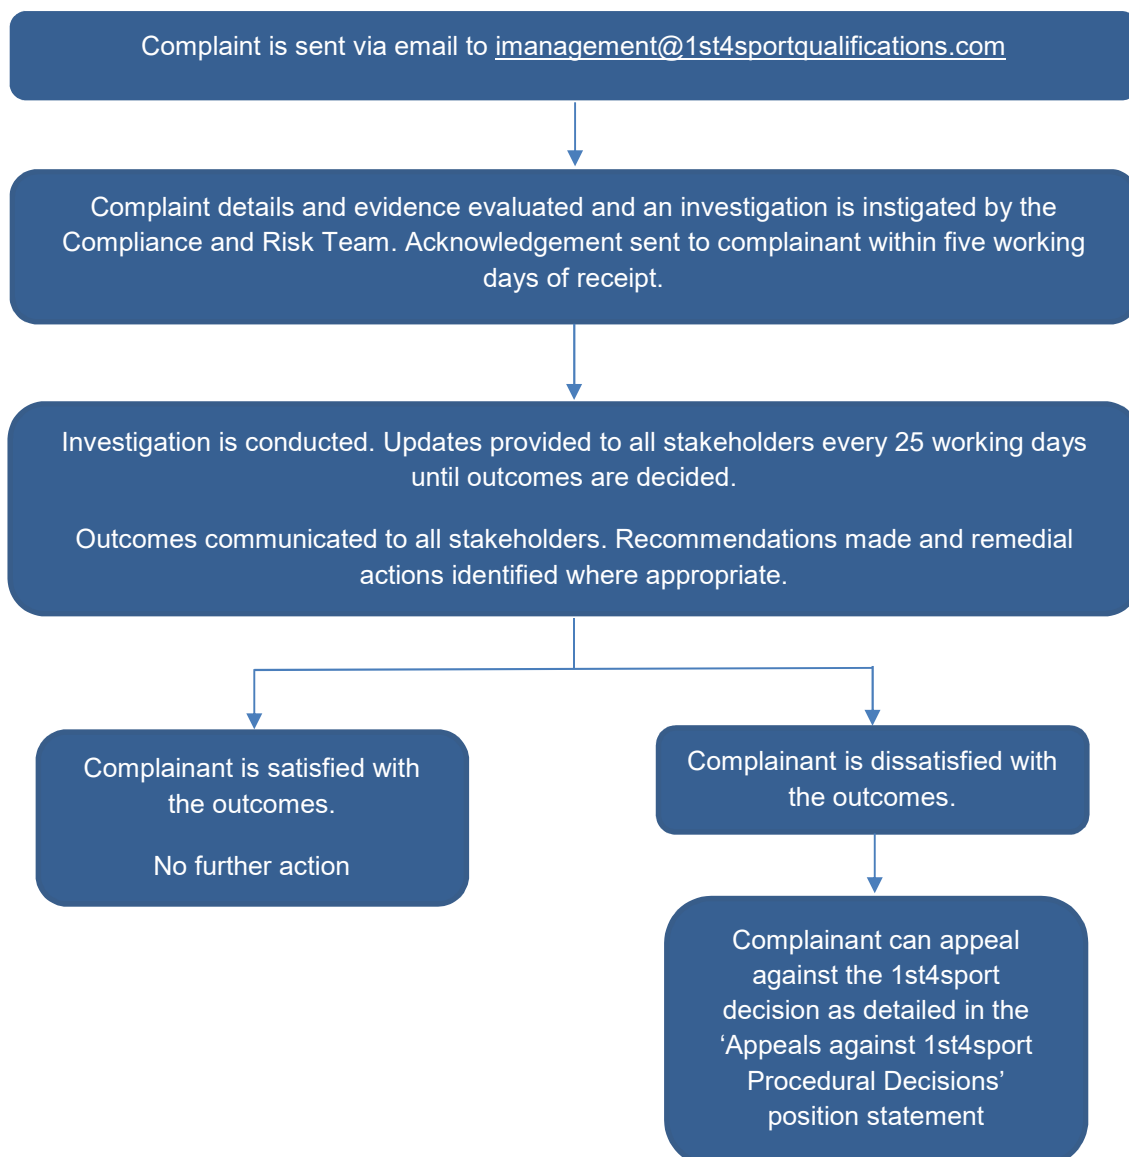 Complaint is sent via email to imanagement@1st4sportqualifications.com
Complaint details and evidence evaluated and an investigation is instigated by the
Compliance and Risk Team. Acknowledgement sent to complainant within five working
days of receipt.
Investigation is conducted. Updates provided to all stakeholders every 25 working days
until outcomes are decided.
Outcomes communicated to all stakeholders. Recommendations made and remedial
actions identified where appropriate.
Complainant is satisfied with
the outcomes.
No further action
Complainant is dissatisfied with
the outcomes.
Complainant can appeal
against the 1st4sport
decision as detailed in the
‘Appeals against 1st4sport
Procedural Decisions’
position statement